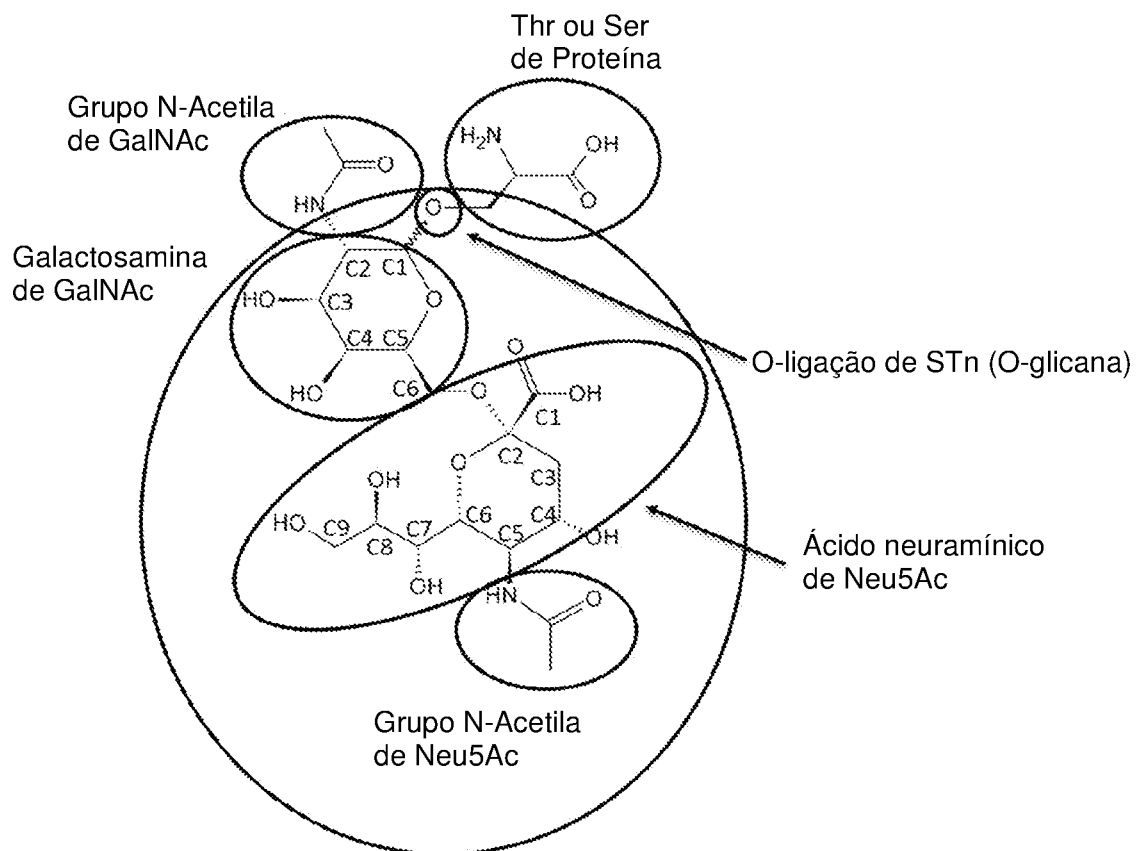 Thr ou Ser
de Proteína
Grupo N-Acetila
de GalNAc
H₂N
OH
O
O
HN
O
Galactosamina
de GalNAc
C2 C1
HO
C3
O
C4 C5
HO
C6
O
O
OH
C1
O-ligação de STn (O-glicana)
O
C2
C3
OH
HO
C9
C8
C7
C6
C5
C4
OH
OH
HN
O
Ácido neuramínico
de Neu5Ac
Grupo N-Acetila
de Neu5Ac